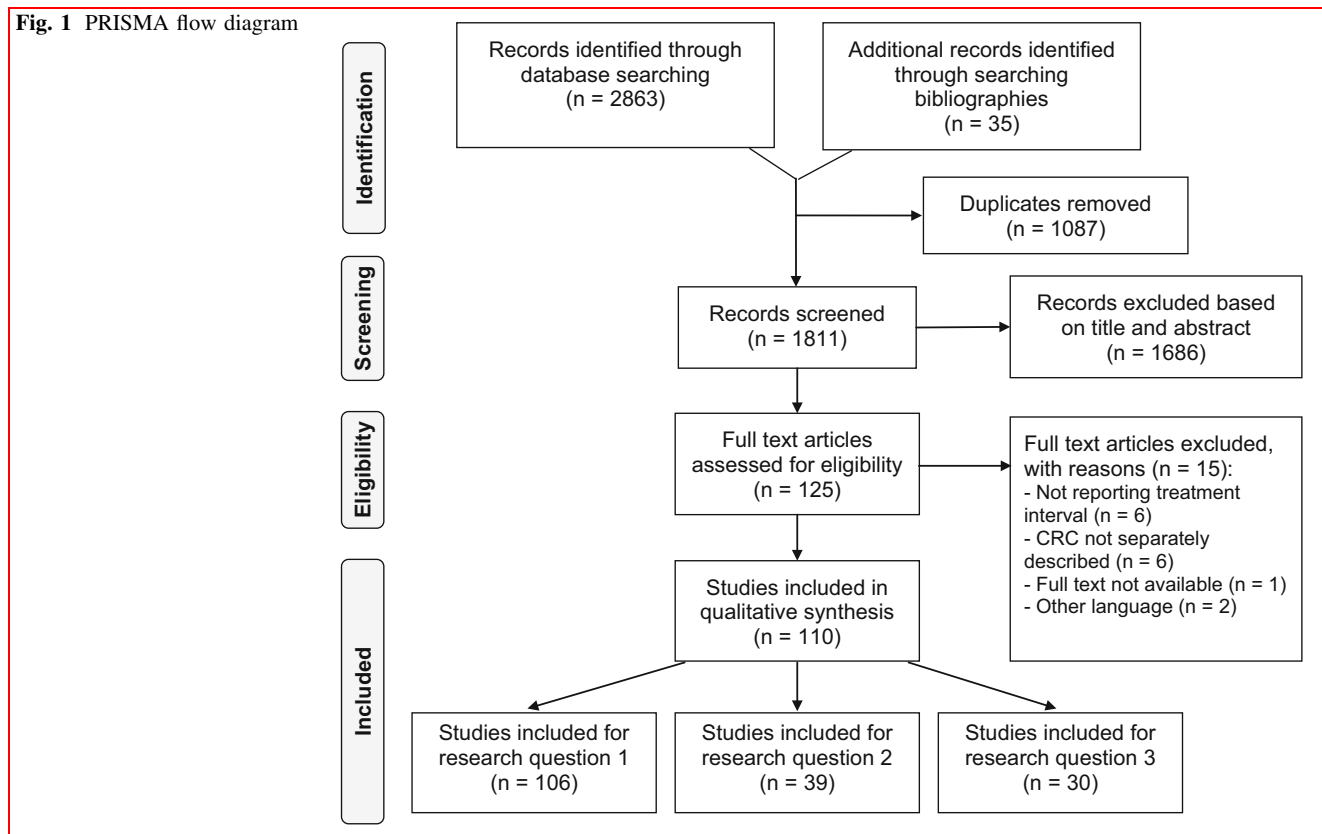 Fig. 1 PRISMA flow diagram
Identification
Records identified through
database searching
(n = 2863)
Additional records identified
through searching
bibliographies
(n = 35)
Duplicates removed
(n = 1087)
Screening
Records screened
(n = 1811)
Records excluded based
on title and abstract
(n = 1686)
Eligibility
Full text articles
assessed for eligibility
(n = 125)
Full text articles excluded,
with reasons (n = 15):
- Not reporting treatment
interval (n = 6)
- CRC not separately
described (n = 6)
- Full text not available (n = 1)
- Other language (n = 2)
Included
Studies included in
qualitative synthesis
(n = 110)
Studies included for
research question 1
(n = 106)
Studies included for
research question 2
(n = 39)
Studies included for
research question 3
(n = 30)